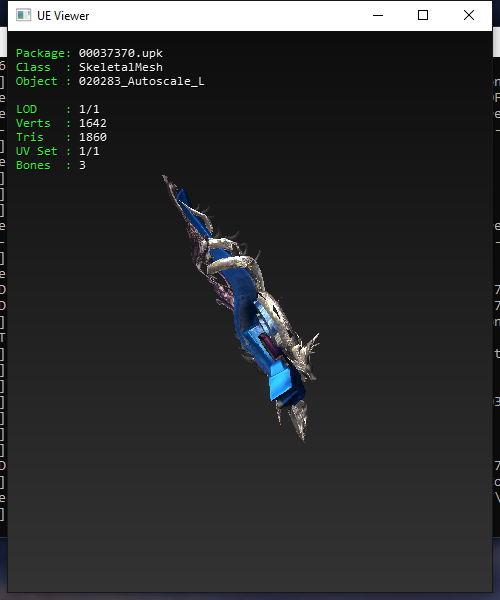 UE Viewer
Package: 00037370.upk
Class  : SkeletalMesh
Object : 020283_Autoscale_L
LOD    : 1/1
Verts  : 1642
Tris   : 1860
UV Set : 1/1
Bones  : 3